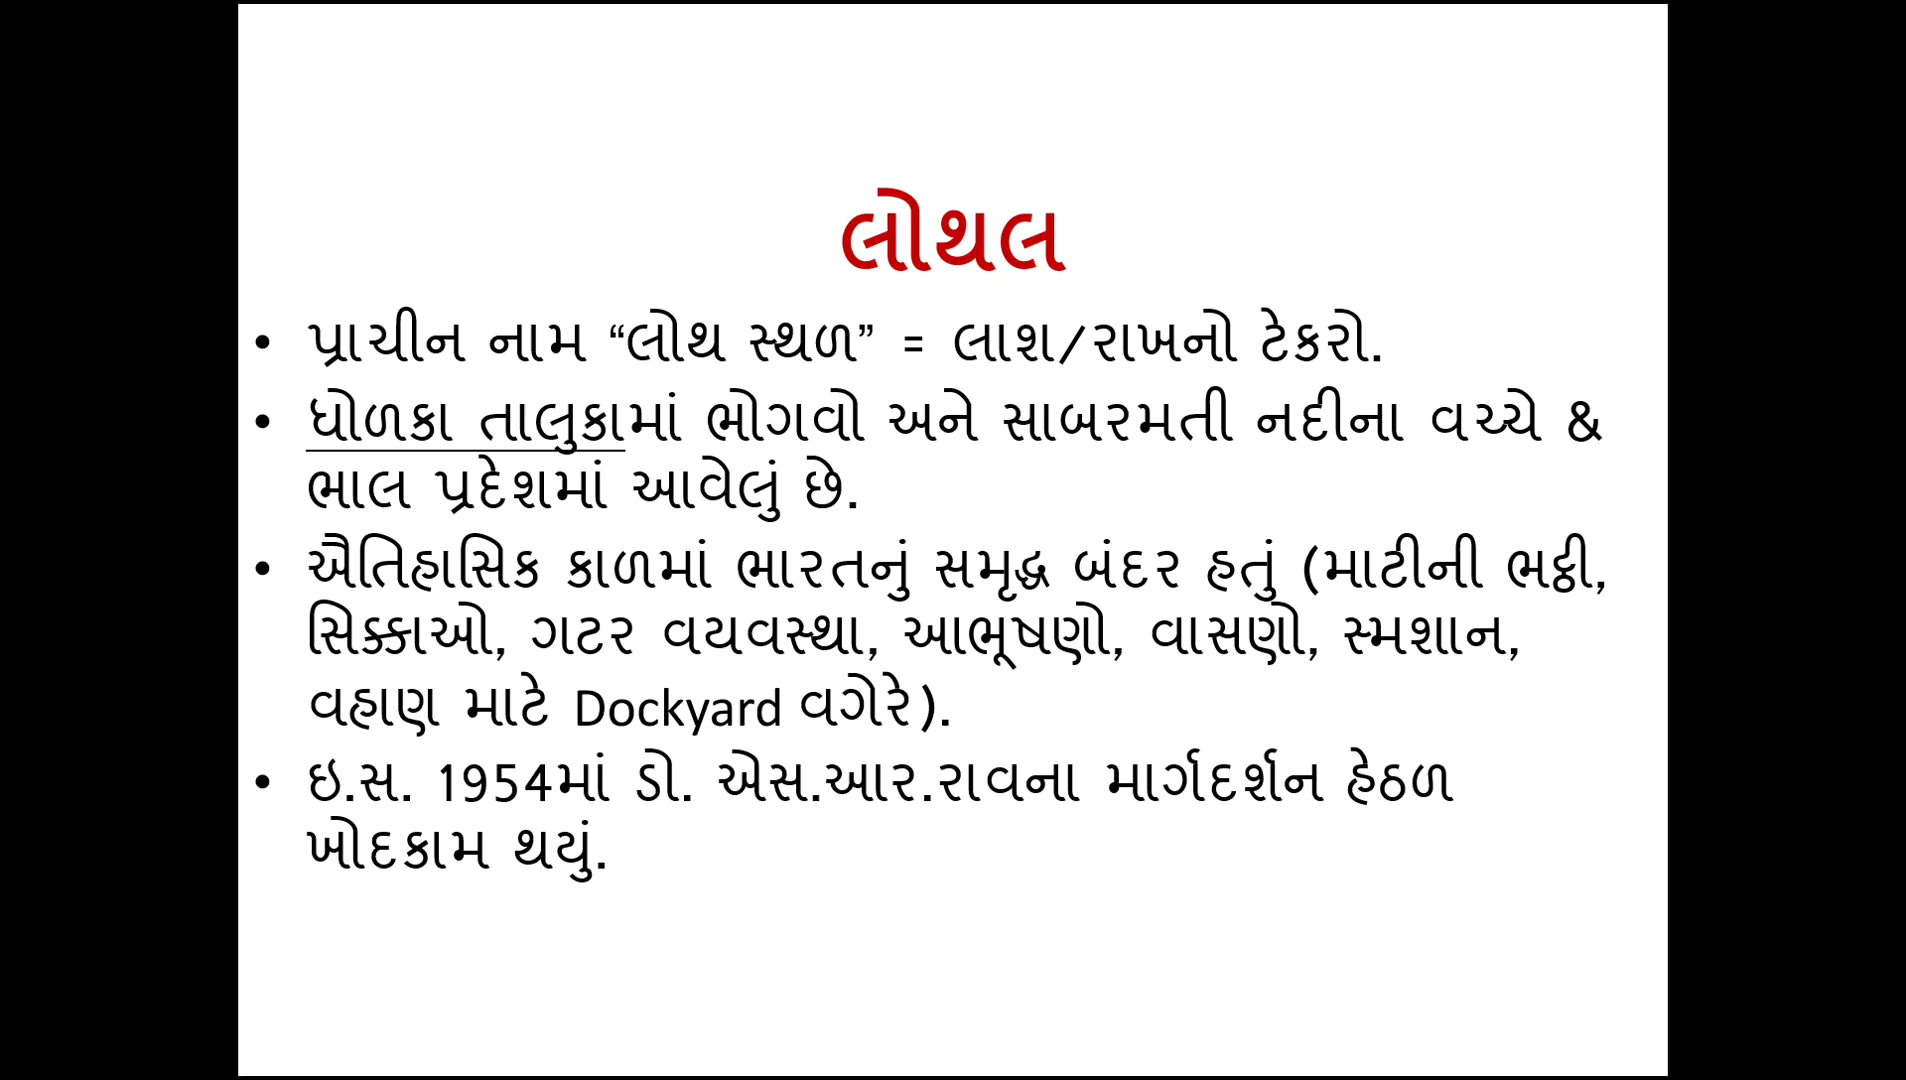 લોથલ
• પ્રાચીન નામ “લોથ સ્થળ” = લાશ/રાખનો ટેકરો.
• ધોળકા તાલુકામાં ભોગવો અને સાબરમતી નદીના વચ્ચે &
ભાલ પ્રદેશમાં આવેલું છે.
• ઐતિહાસિક કાળમાં ભારતનું સમૃદ્ધ બંદર હતું (માટીની ભઠ્ઠી,
સિક્કાઓ, ગટર વયવસ્થા, આભૂષણો, વાસણો, સ્મશાન,
વહાણ માટે Dockyard વગેરે).
• ઇ.સ. 1954માં ડો. એસ.આર.રાવના માર્ગદર્શન હેઠળ
ખોદકામ થયું.